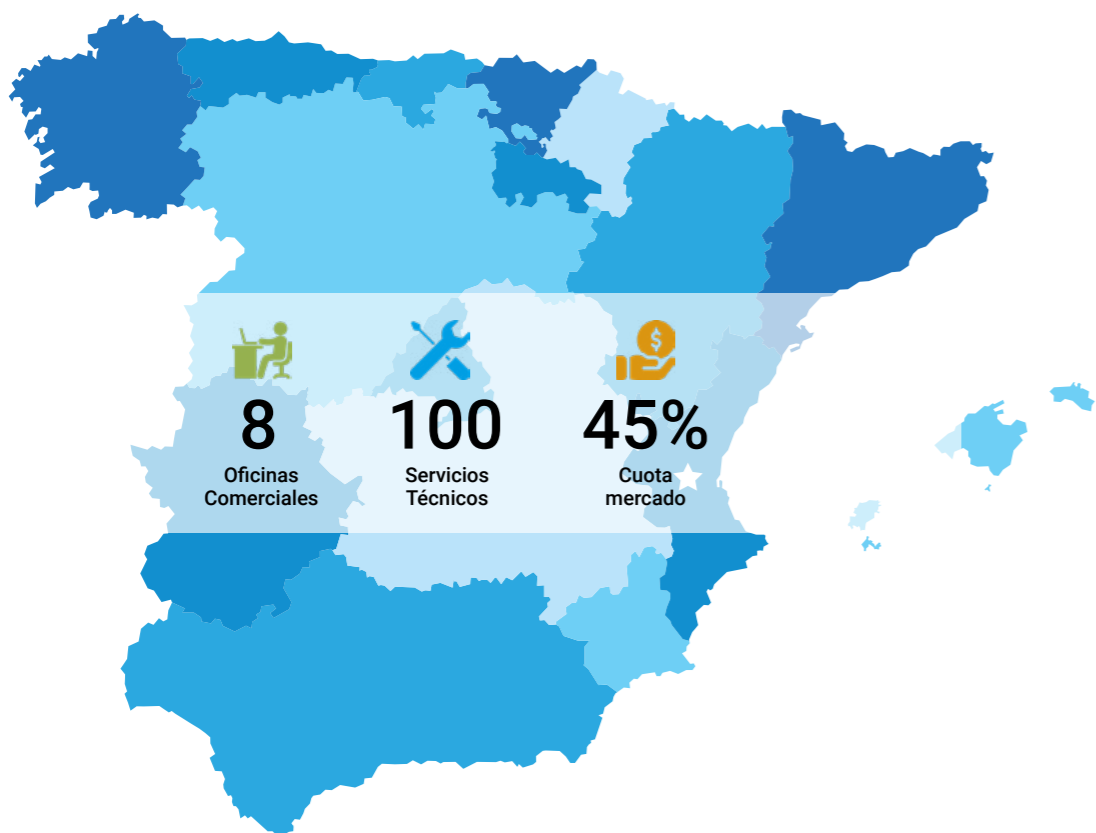 $
8
Oficinas
Comerciales
100
Servicios
Técnicos
45%
Cuota
mercado